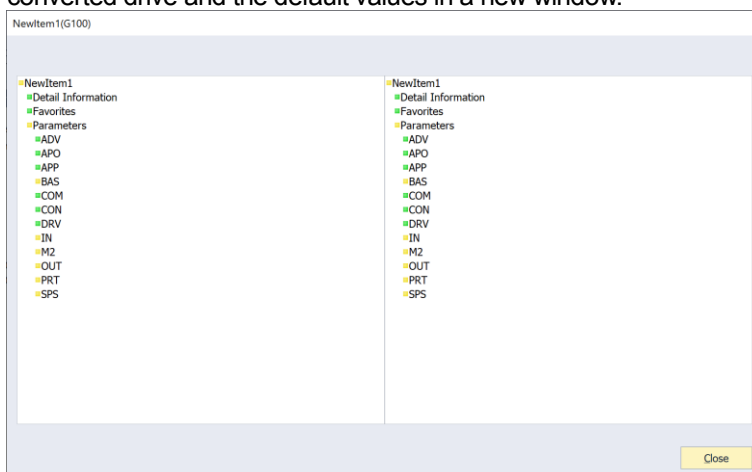 converted drive and the default values in a new window.
NewItem1(G100)
NewItem1
Detail Information
Favorites
Parameters
ADV
APO
APP
BAS
COM
CON
DRV
IN
M2
OUT
PRT
SPS
NewItem1
Detail Information
Favorites
Parameters
ADV
APO
APP
BAS
COM
CON
DRV
IN
M2
OUT
PRT
SPS
Close